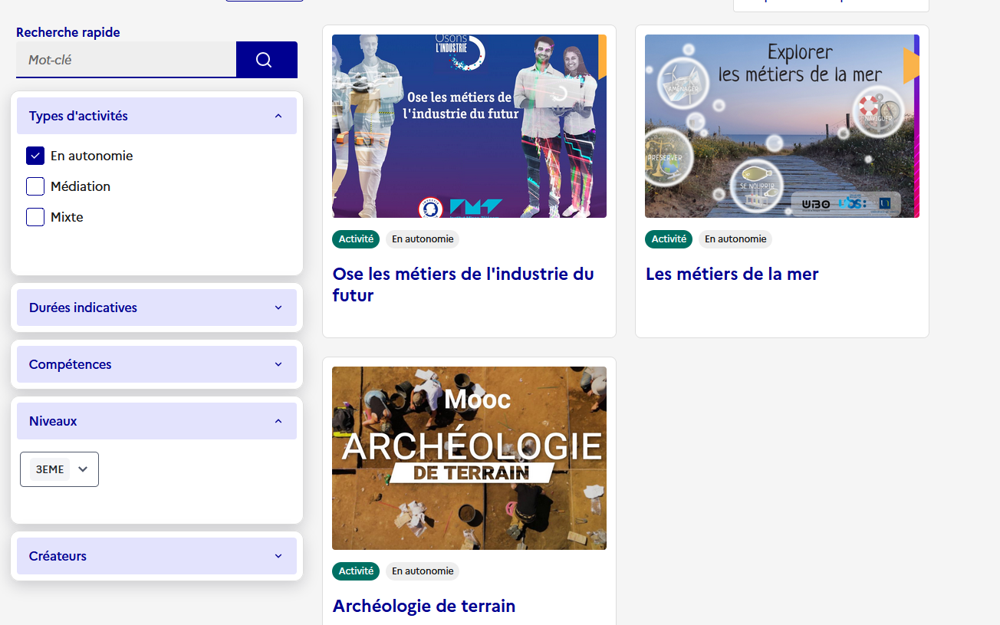 Recherche rapide
Mot-clé
Types d'activités
En autonomie
Médiation
Mixte
Durées indicatives
Compétences
Niveaux
3EME
Créateurs
Osons
L'INDUSTRIE
Ose les métiers de
l'industrie du futur
Activité
En autonomie
Ose les métiers de l'industrie du
futur
Explorer
les métiers de la mer
AMÉNAGER
NAVIGUER
PRÉSERVER
SE NOURRIR
UBO
UBS:
Activité
En autonomie
Les métiers de la mer
Mooc
ARCHÉOLOGIE
DE TERRAIN
Activité
En autonomie
Archéologie de terrain